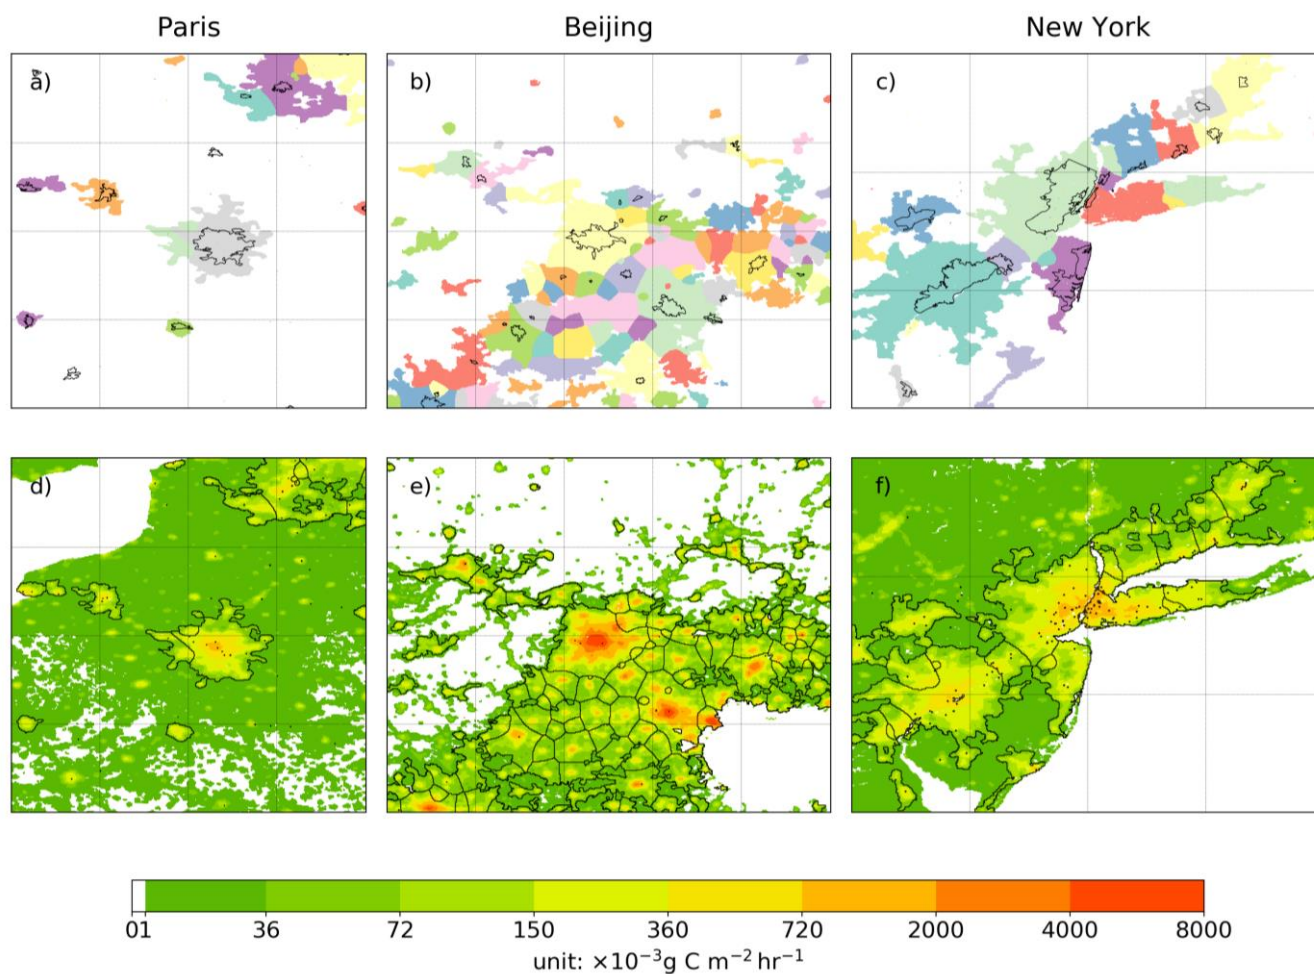 Paris Beijing New York
a) b) c)
d) e) f)
01 36 72 150 360 720 2000 4000 8000
unit: ×10⁻³g C m⁻² hr⁻¹